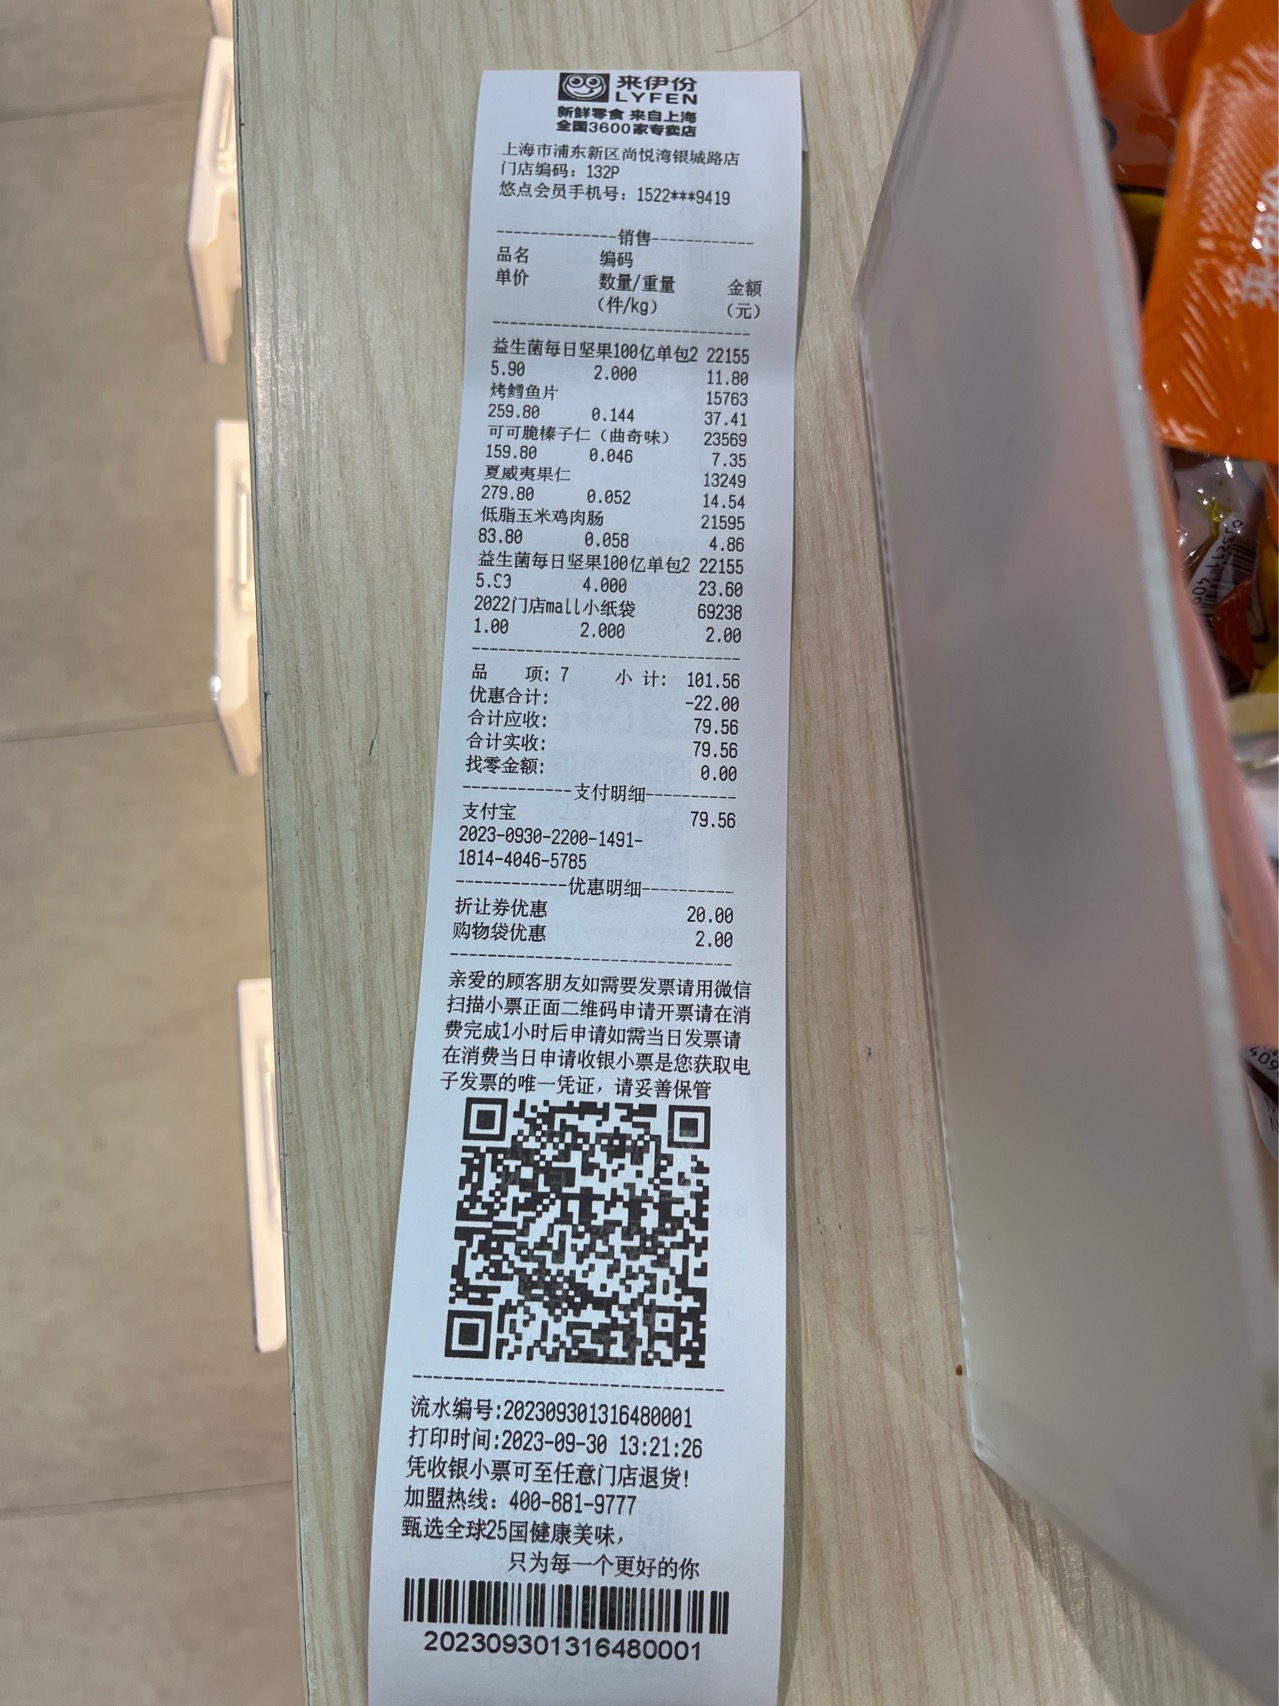 来伊份
LYFEN
新鲜零食 来自上海
全国3600家专卖店
上海市浦东新区尚悦湾银城路店
门店编码：132P
悠点会员手机号：1522***9419
------------销售------------
品名 编码
单价 数量/重量 金额
（件/kg） （元）
益生菌每日坚果100亿单包2 22155
5.90 2.000 11.80
烤鳕鱼片 15763
259.80 0.144 37.41
可可脆榛子仁（曲奇味） 23569
159.80 0.046 7.35
夏威夷果仁 13249
279.80 0.052 14.54
低脂玉米鸡肉肠 21595
83.80 0.058 4.86
益生菌每日坚果100亿单包2 22155
5.90 4.000 23.60
2022门店mall小纸袋 69238
1.00 2.000 2.00
品 项: 7 小 计: 101.56
优惠合计: -22.00
合计应收: 79.56
合计实收: 79.56
找零金额: 0.00
------------支付明细----------
支付宝 79.56
2023-0930-2200-1491-
1814-4046-5785
------------优惠明细----------
折让券优惠 20.00
购物袋优惠 2.00
亲爱的顾客朋友如需要发票请用微信
扫描小票正面二维码申请开票请在消
费完成1小时后申请如需当日发票请
在消费当日申请收银小票是您获取电
子发票的唯一凭证，请妥善保管
流水编号:202309301316480001
打印时间:2023-09-30 13:21:26
凭收银小票可至任意门店退货!
加盟热线：400-881-9777
甄选全球25国健康美味，
只为每一个更好的你
202309301316480001